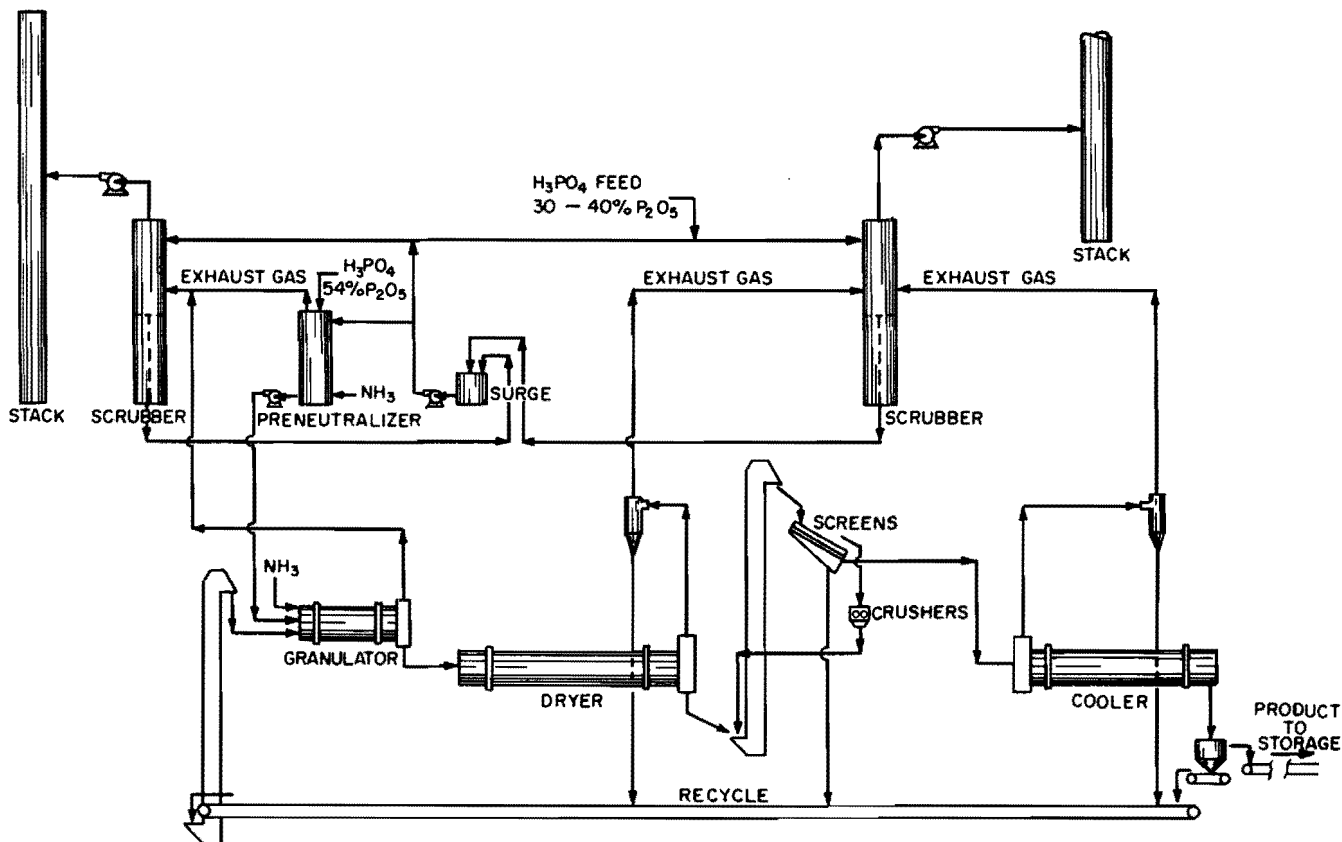 H₃PO₄ FEED
30 – 40% P₂O₅
STACK
EXHAUST GAS
H₃PO₄
54% P₂O₅
EXHAUST GAS
EXHAUST GAS
NH₃
SURGE
STACK
SCRUBBER
PRENEUTRALIZER
SCRUBBER
SCREENS
NH₃
CRUSHERS
GRANULATOR
DRYER
COOLER
PRODUCT
TO
STORAGE
RECYCLE